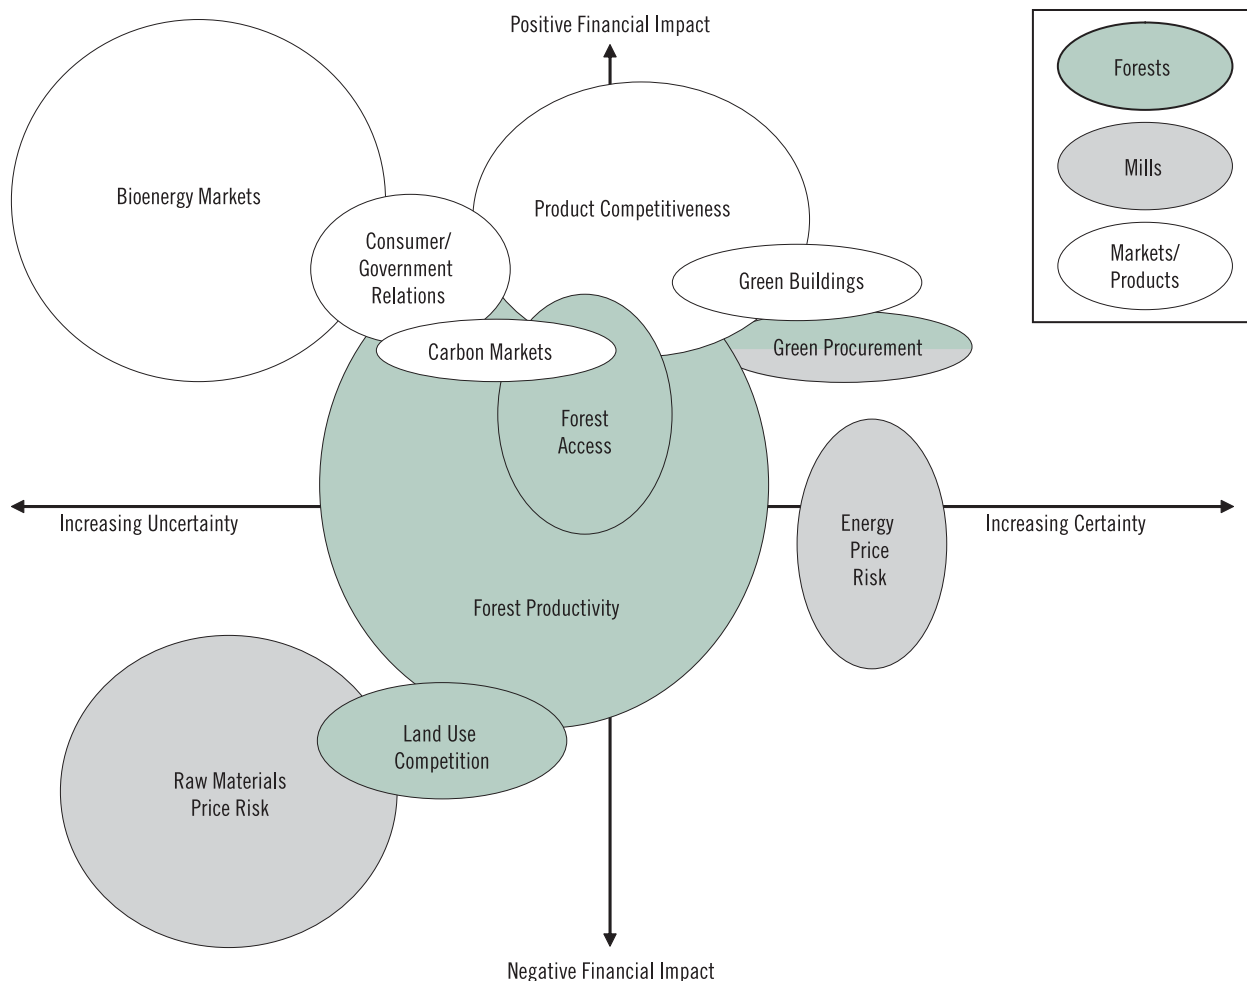 Positive Financial Impact
Forests
Mills
Markets/
Products
Bioenergy Markets
Product Competitiveness
Consumer/
Government
Relations
Green Buildings
Carbon Markets
Green Procurement
Forest
Access
Increasing Uncertainty
Increasing Certainty
Energy
Price
Risk
Forest Productivity
Land Use
Competition
Raw Materials
Price Risk
Negative Financial Impact